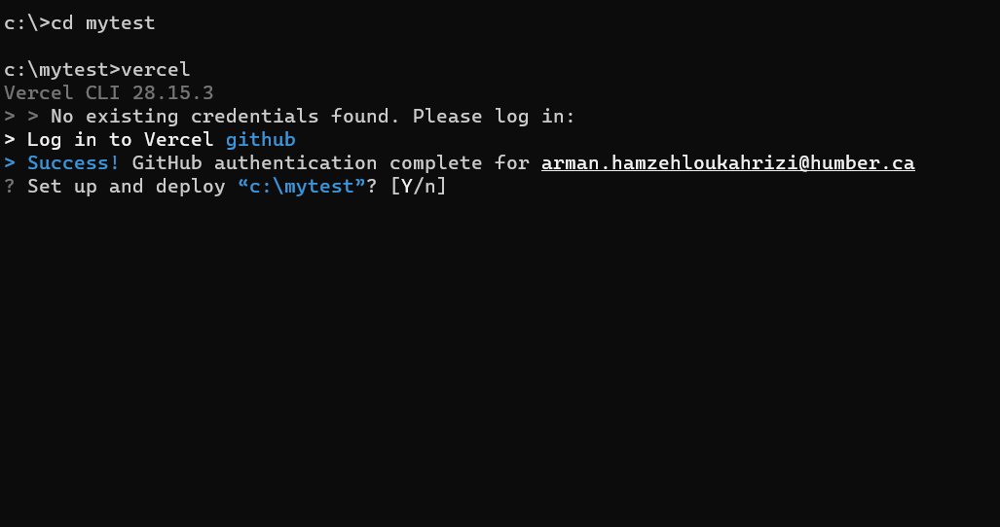 c:\>cd mytest
c:\mytest>vercel
Vercel CLI 28.15.3
> > No existing credentials found. Please log in:
> Log in to Vercel github
> Success! GitHub authentication complete for arman.hamzehloukahrizi@humber.ca
? Set up and deploy “c:\mytest”? [Y/n]